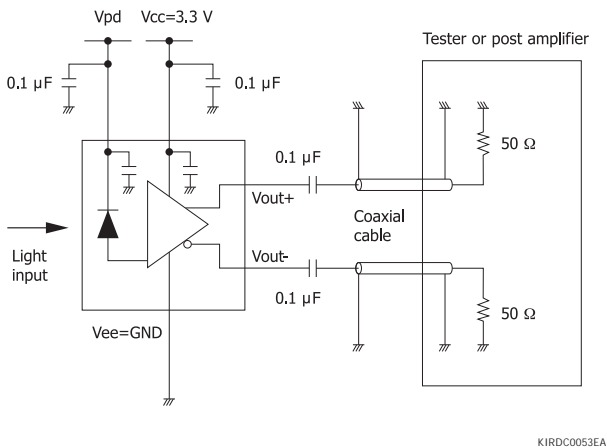 Vpd
Vcc=3.3 V
Tester or post amplifier
0.1 µF
0.1 µF
0.1 µF
50 Ω
Vout+
Coaxial
cable
Light
input
Vout-
0.1 µF
50 Ω
Vee=GND
KIRDC0053EA